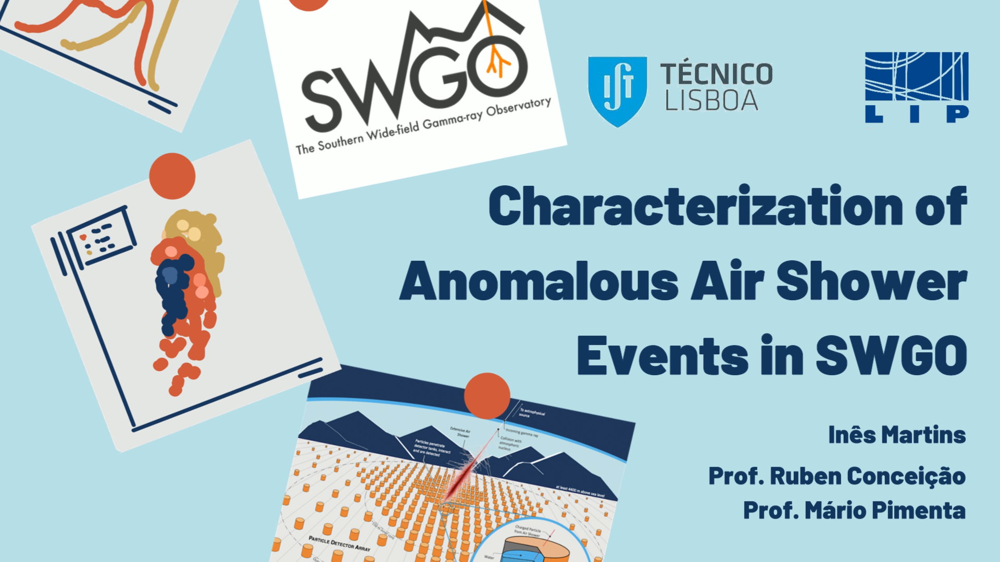 SWGO
The Southern Wide-field Gamma-ray Observatory
IST
TÉCNICO
LISBOA
LIP
Characterization of
Anomalous Air Shower
Events in SWGO
Inês Martins
Prof. Ruben Conceição
Prof. Mário Pimenta
To astrophysical
source
Incoming gamma ray
Extensive Air
Shower
Collision with
atmospheric
nucleus
Particles penetrate
detector tanks, interact
and are detected
at least 4400 m above sea level
PARTICLE DETECTOR ARRAY
Charged Particle
from Air Shower
Water